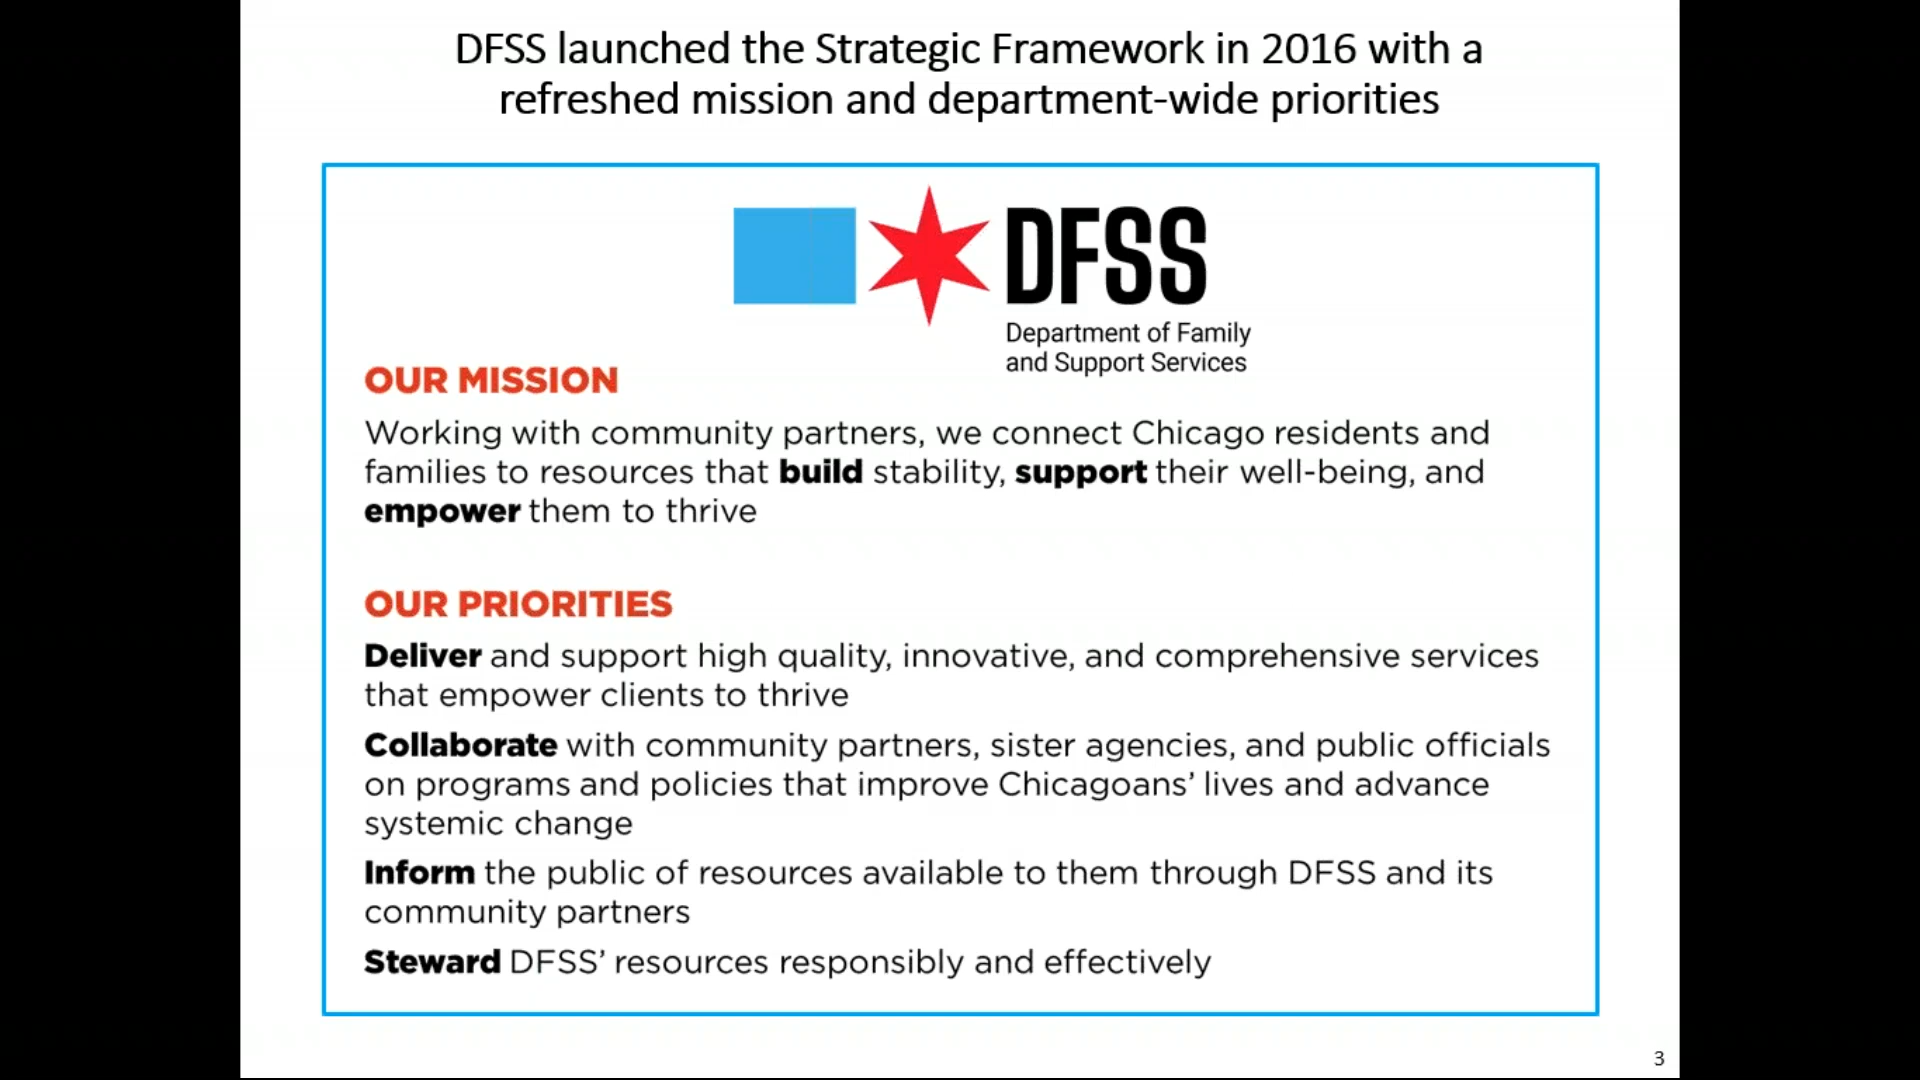 DFSS launched the Strategic Framework in 2016 with a
refreshed mission and department-wide priorities
DFSS
Department of Family
and Support Services
OUR MISSION
Working with community partners, we connect Chicago residents and
families to resources that build stability, support their well-being, and
empower them to thrive
OUR PRIORITIES
Deliver and support high quality, innovative, and comprehensive services
that empower clients to thrive
Collaborate with community partners, sister agencies, and public officials
on programs and policies that improve Chicagoans’ lives and advance
systemic change
Inform the public of resources available to them through DFSS and its
community partners
Steward DFSS’ resources responsibly and effectively
3